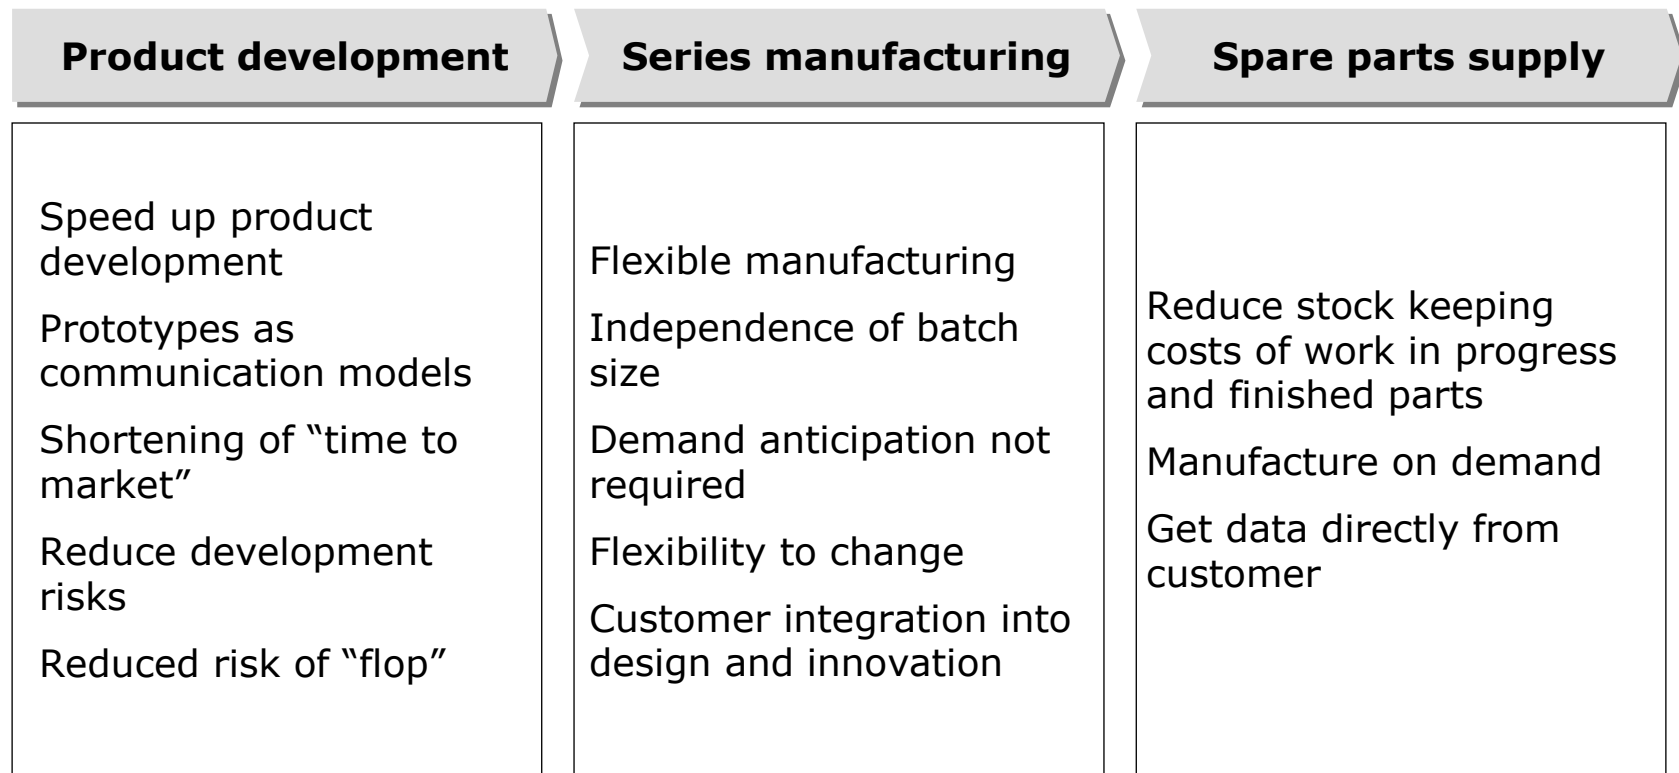 Product development
Speed up product
development
Prototypes as
communication models
Shortening of “time to
market”
Reduce development
risks
Reduced risk of “flop”
Series manufacturing
Flexible manufacturing
Independence of batch
size
Demand anticipation not
required
Flexibility to change
Customer integration into
design and innovation
Spare parts supply
Reduce stock keeping
costs of work in progress
and finished parts
Manufacture on demand
Get data directly from
customer